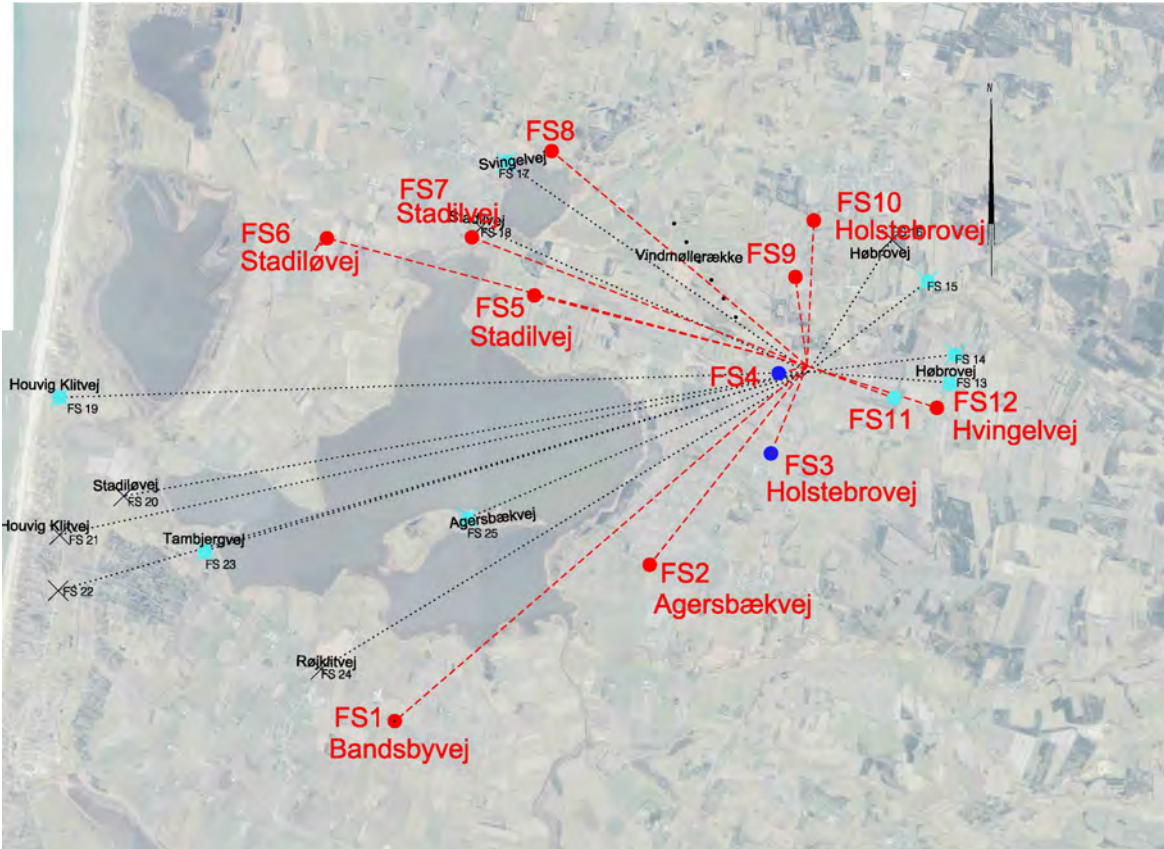 N
FS8
Svingelvej
FS 17
FS7
Stadilvej
Stadilvej
FS 18
FS6
Stadiløvej
FS10
Holstebrovej
Høbrovej
Vindmøllerække
FS9
FS 15
FS5
Stadilvej
FS 14
Høbrovej
FS 13
FS4
FS11
FS12
Hvingelvej
Houvig Klitvej
FS 19
FS3
Holstebrovej
Stadiløvej
FS 20
Houvig Klitvej
FS 21
Agersbækvej
FS 25
Tambjergvej
FS 23
FS2
Agersbækvej
FS 22
Røjklitvej
FS 24
FS1
Bandsbyvej